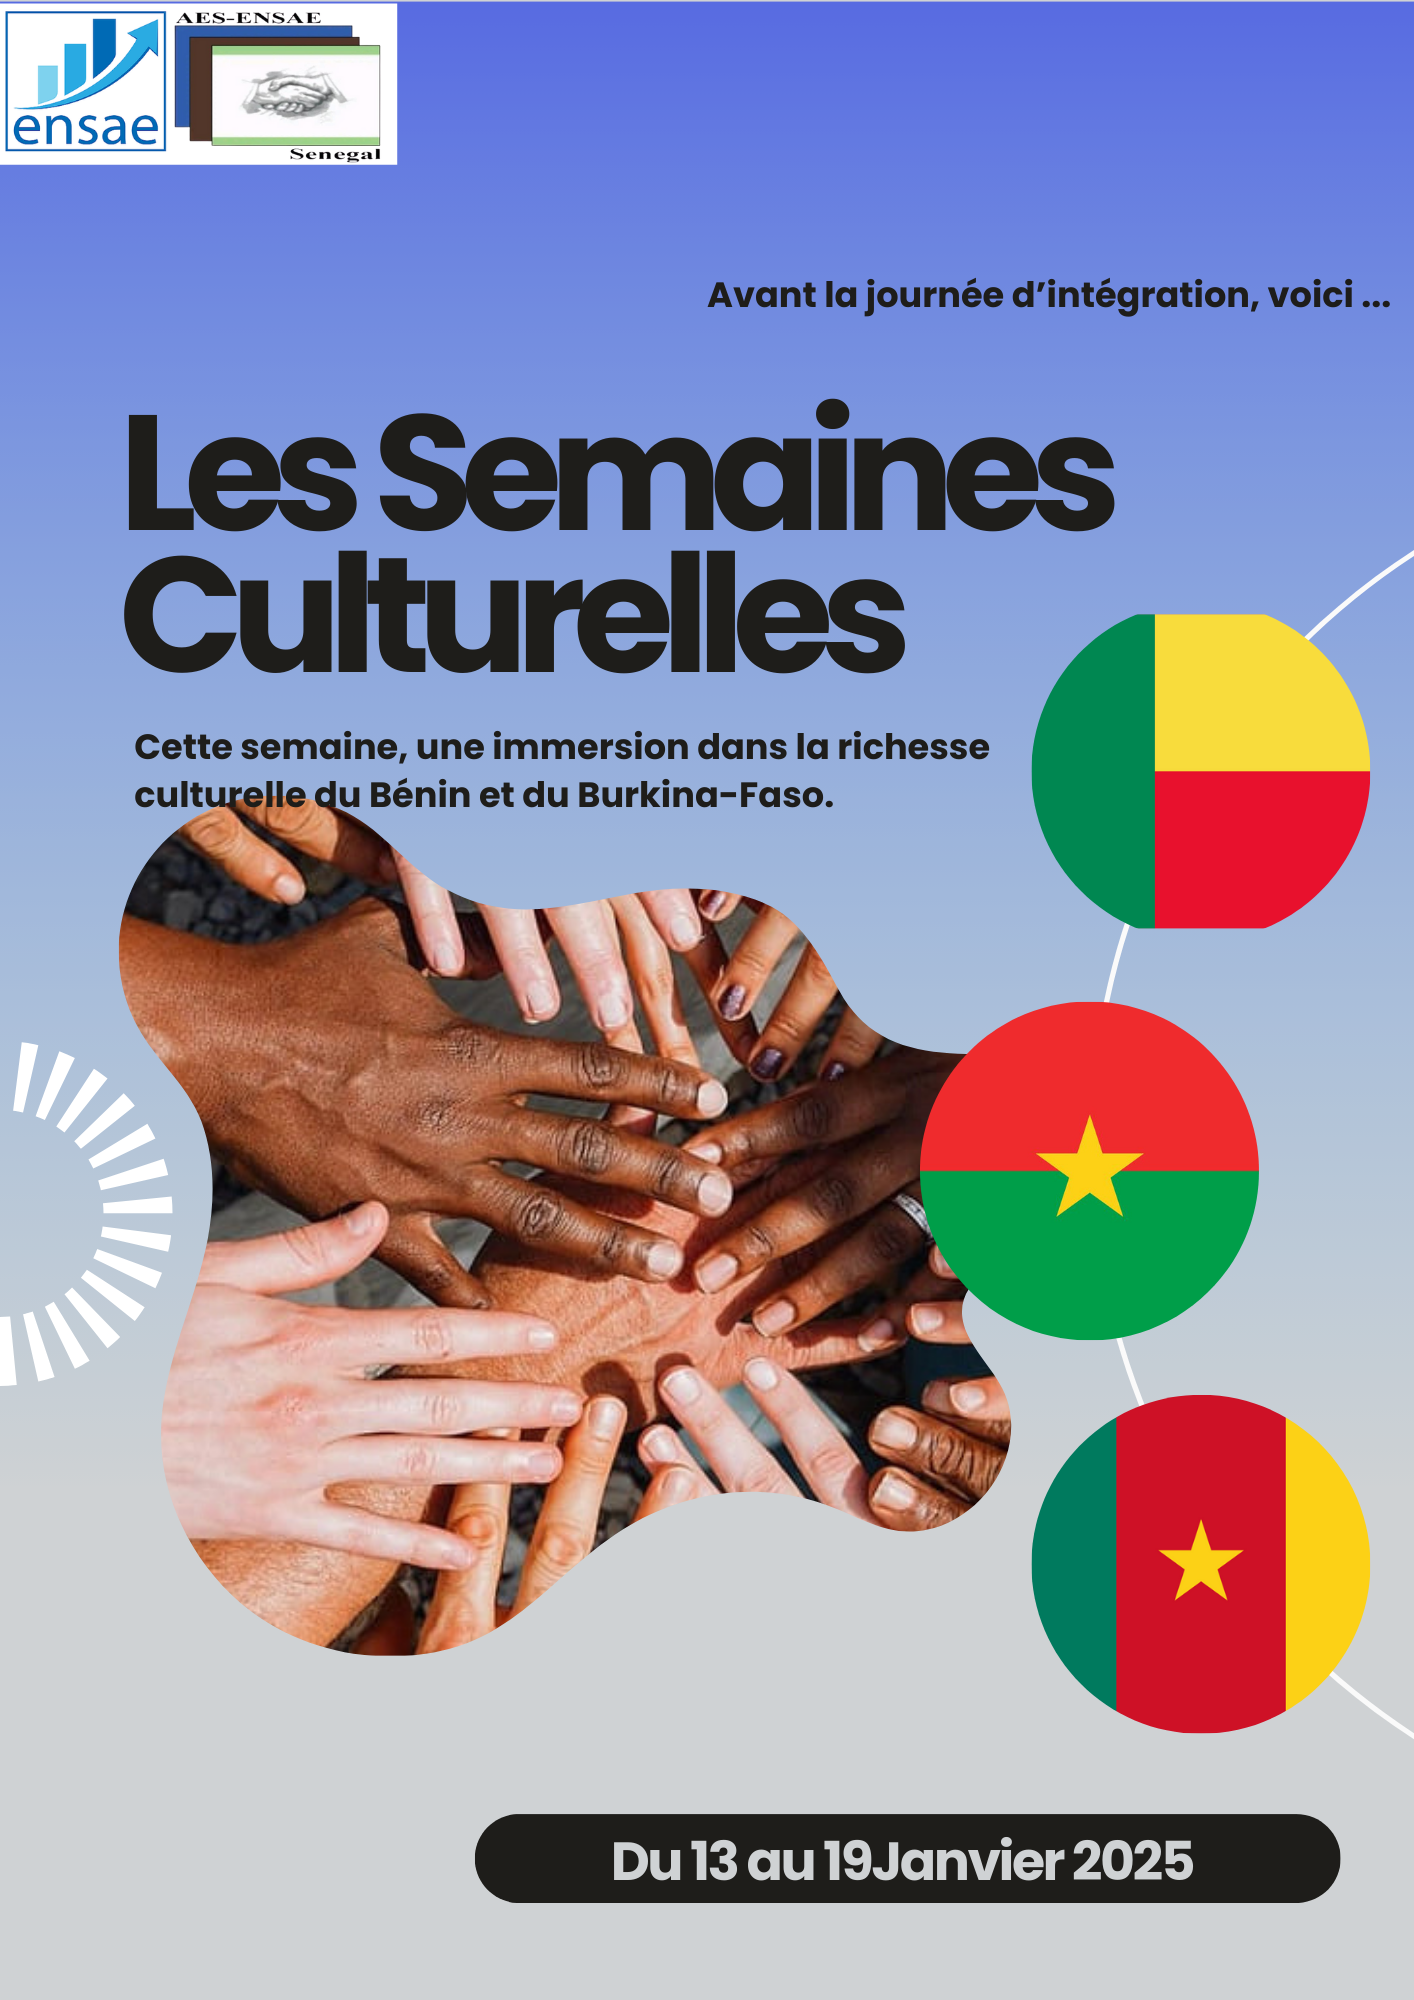 AES-ENSAE
ensae
Senegal
Avant la journée d’intégration, voici ...
Les Semaines
Culturelles
Cette semaine, une immersion dans la richesse
culturelle du Bénin et du Burkina-Faso.
Du 13 au 19Janvier 2025